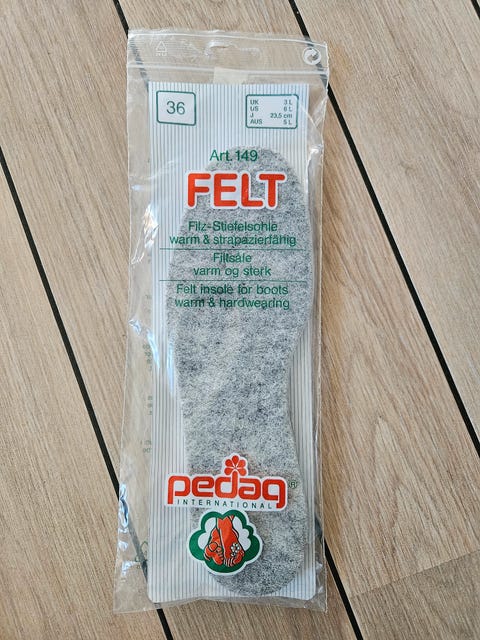 36
UK 3 L
US 6 L
J 23,5 cm
AUS 5 L
Art. 149
FELT
Filz-Stiefelsohle
warm & strapazierfähig
Filtsåle
varm og sterk
Felt insole for boots
warm & hardwearing
pedag
INTERNATIONAL